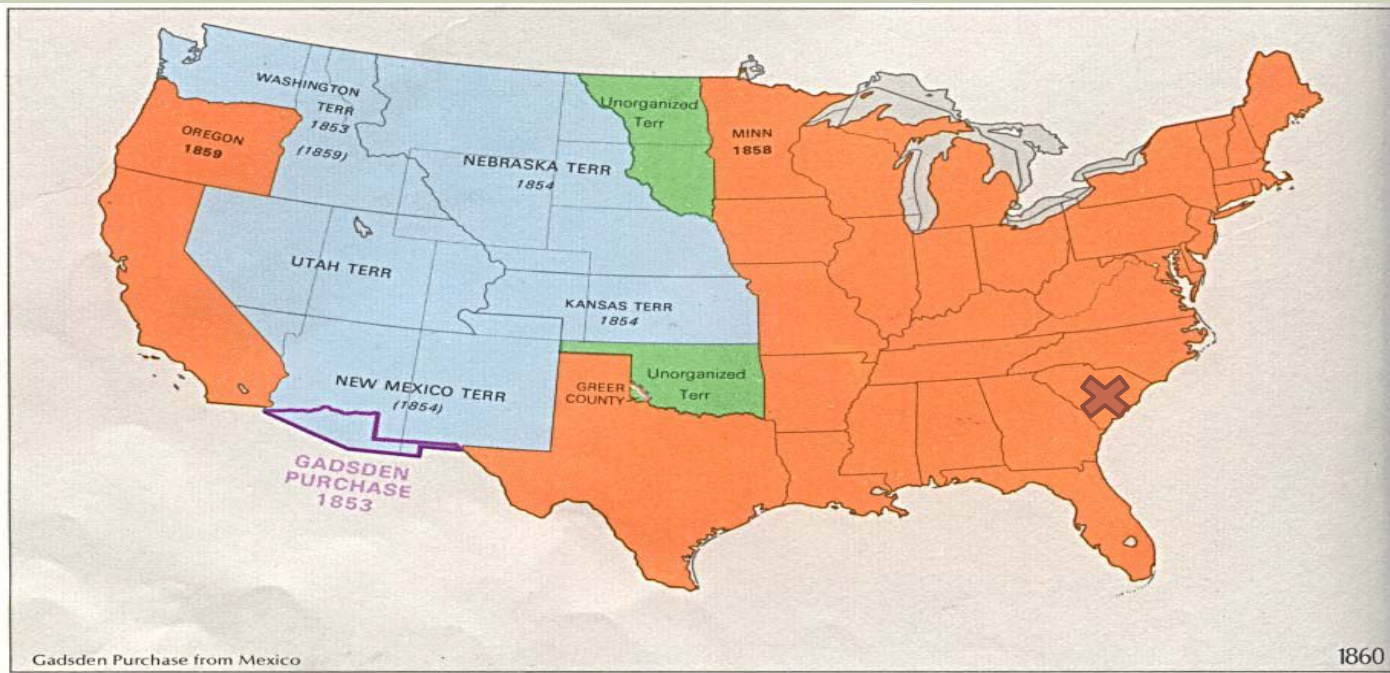 WASHINGTON
TERR
1853
(1859)
OREGON
1859
NEBRASKA TERR
1854
Unorganized
Terr
MINN
1858
UTAH TERR
KANSAS TERR
1854
NEW MEXICO TERR
(1854)
GREER
COUNTY
Unorganized
Terr
GADSDEN
PURCHASE
1853
Gadsden Purchase from Mexico
1860